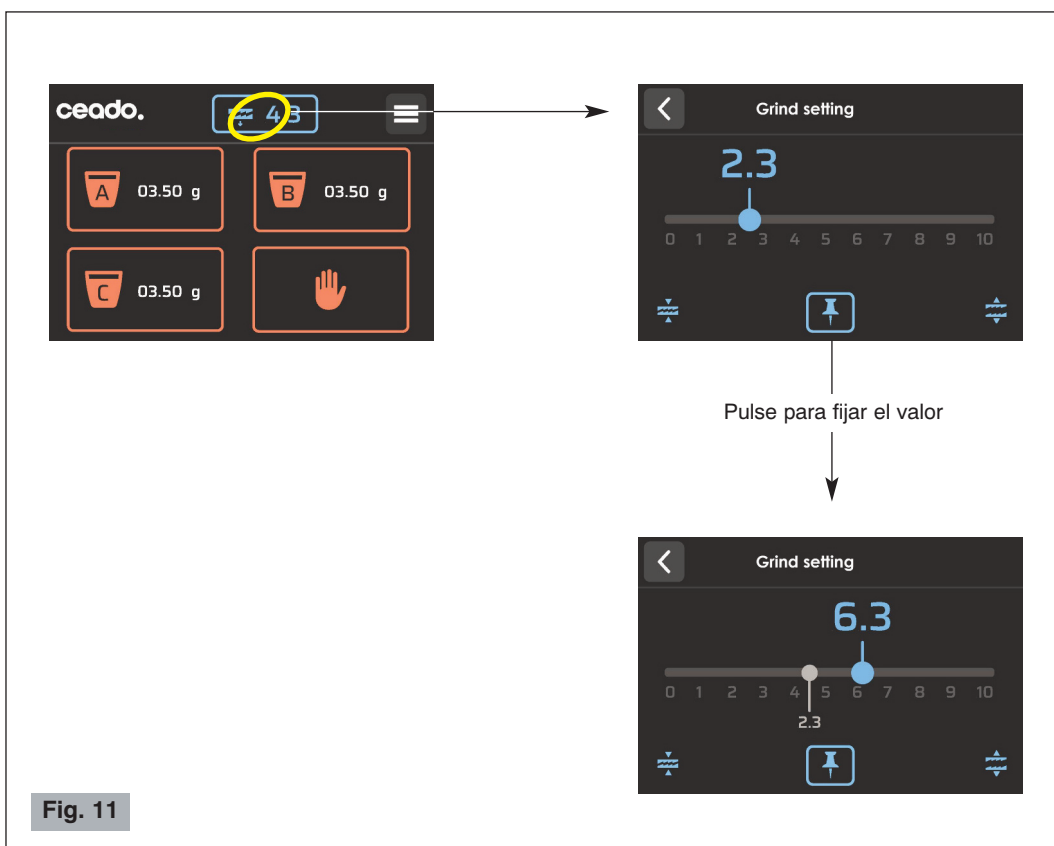 ceado.
4.3
A 03.50 g
B 03.50 g
C 03.50 g
Grind setting
2.3
0 1 2 3 4 5 6 7 8 9 10
Pulse para fijar el valor
Grind setting
6.3
0 1 2 3 4 5 6 7 8 9 10
2.3
Fig. 11